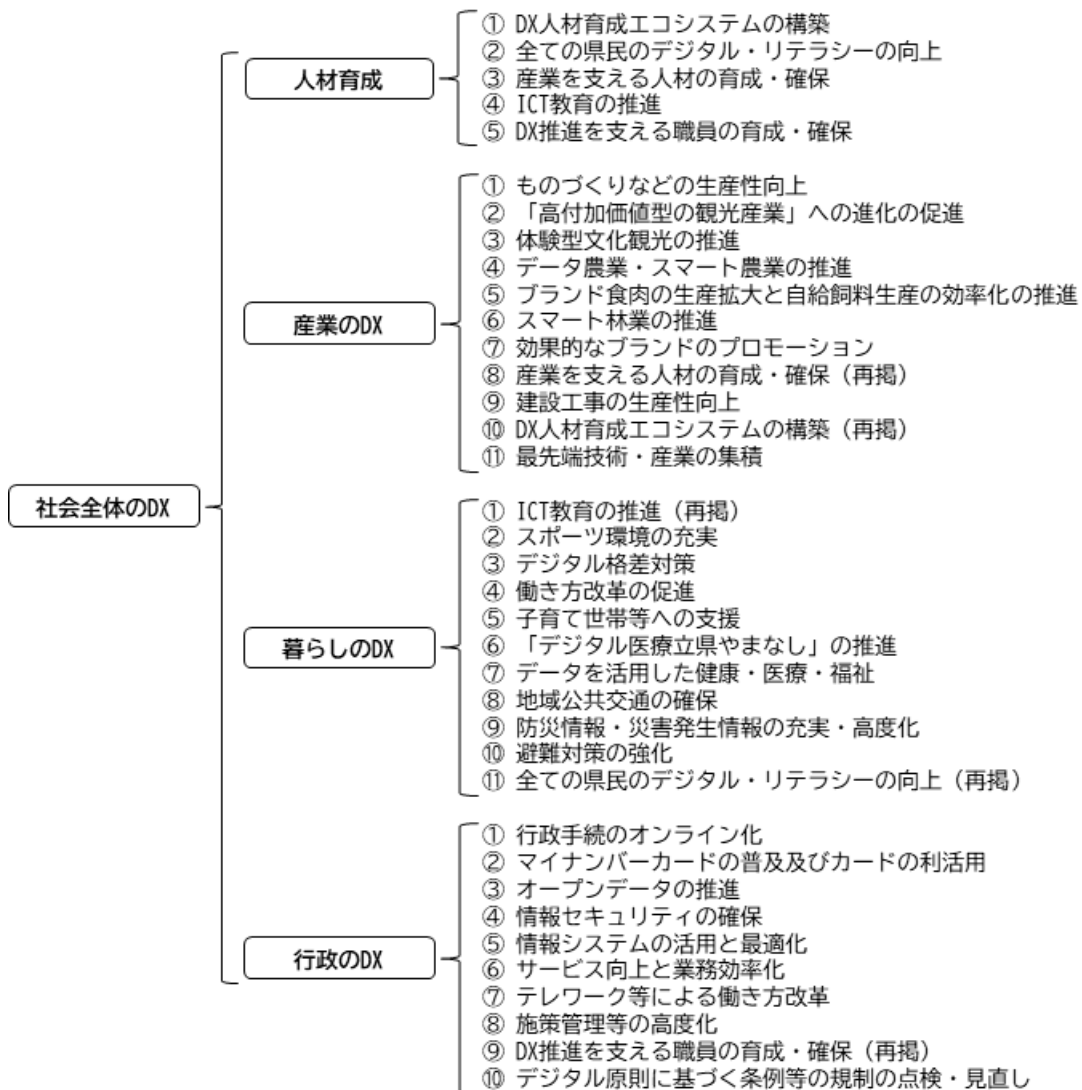 社会全体のDX
人材育成
① DX人材育成エコシステムの構築
② 全ての県民のデジタル・リテラシーの向上
③ 産業を支える人材の育成・確保
④ ICT教育の推進
⑤ DX推進を支える職員の育成・確保
産業のDX
① ものづくりなどの生産性向上
② 「高付加価値型の観光産業」への進化の促進
③ 体験型文化観光の推進
④ データ農業・スマート農業の推進
⑤ ブランド食肉の生産拡大と自給飼料生産の効率化の推進
⑥ スマート林業の推進
⑦ 効果的なブランドのプロモーション
⑧ 産業を支える人材の育成・確保（再掲）
⑨ 建設工事の生産性向上
⑩ DX人材育成エコシステムの構築（再掲）
⑪ 最先端技術・産業の集積
暮らしのDX
① ICT教育の推進（再掲）
② スポーツ環境の充実
③ デジタル格差対策
④ 働き方改革の促進
⑤ 子育て世帯等への支援
⑥ 「デジタル医療立県やまなし」の推進
⑦ データを活用した健康・医療・福祉
⑧ 地域公共交通の確保
⑨ 防災情報・災害発生情報の充実・高度化
⑩ 避難対策の強化
⑪ 全ての県民のデジタル・リテラシーの向上（再掲）
行政のDX
① 行政手続のオンライン化
② マイナンバーカードの普及及びカードの利活用
③ オープンデータの推進
④ 情報セキュリティの確保
⑤ 情報システムの活用と最適化
⑥ サービス向上と業務効率化
⑦ テレワーク等による働き方改革
⑧ 施策管理等の高度化
⑨ DX推進を支える職員の育成・確保（再掲）
⑩ デジタル原則に基づく条例等の規制の点検・見直し